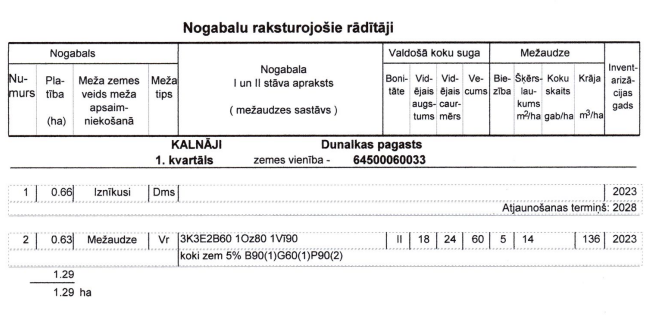 Nogabalu raksturojošie rādītāji
Nogabals
Nogabala
I un II stāva apraksts
( mežaudzes sastāvs )
Valdošā koku suga
Mežaudze
Invent-
arizā-
cijas
gads
Nu-
murs
Pla-
tība
(ha)
Meža zemes
veids meža
apsaim-
niekošanā
Meža
tips
Boni-
tāte
Vid-
ējais
augs-
tums
Vid-
ējais
caur-
mērs
Ve-
cums
Bie-
zība
Šķērs-
lau-
kums
m²/ha
Koku
skaits
gab/ha
Krāja
m³/ha
KALNĀJI Dunalkas pagasts
1. kvartāls zemes vienība - 64500060033
1 0.66 Iznīkusi Dms 2023
Atjaunošanas termiņš: 2028
2 0.63 Mežaudze Vr 3K3E2B60 1Oz80 1Vī90 II 18 24 60 5 14 136 2023
koki zem 5% B90(1)G60(1)P90(2)
1.29
1.29 ha